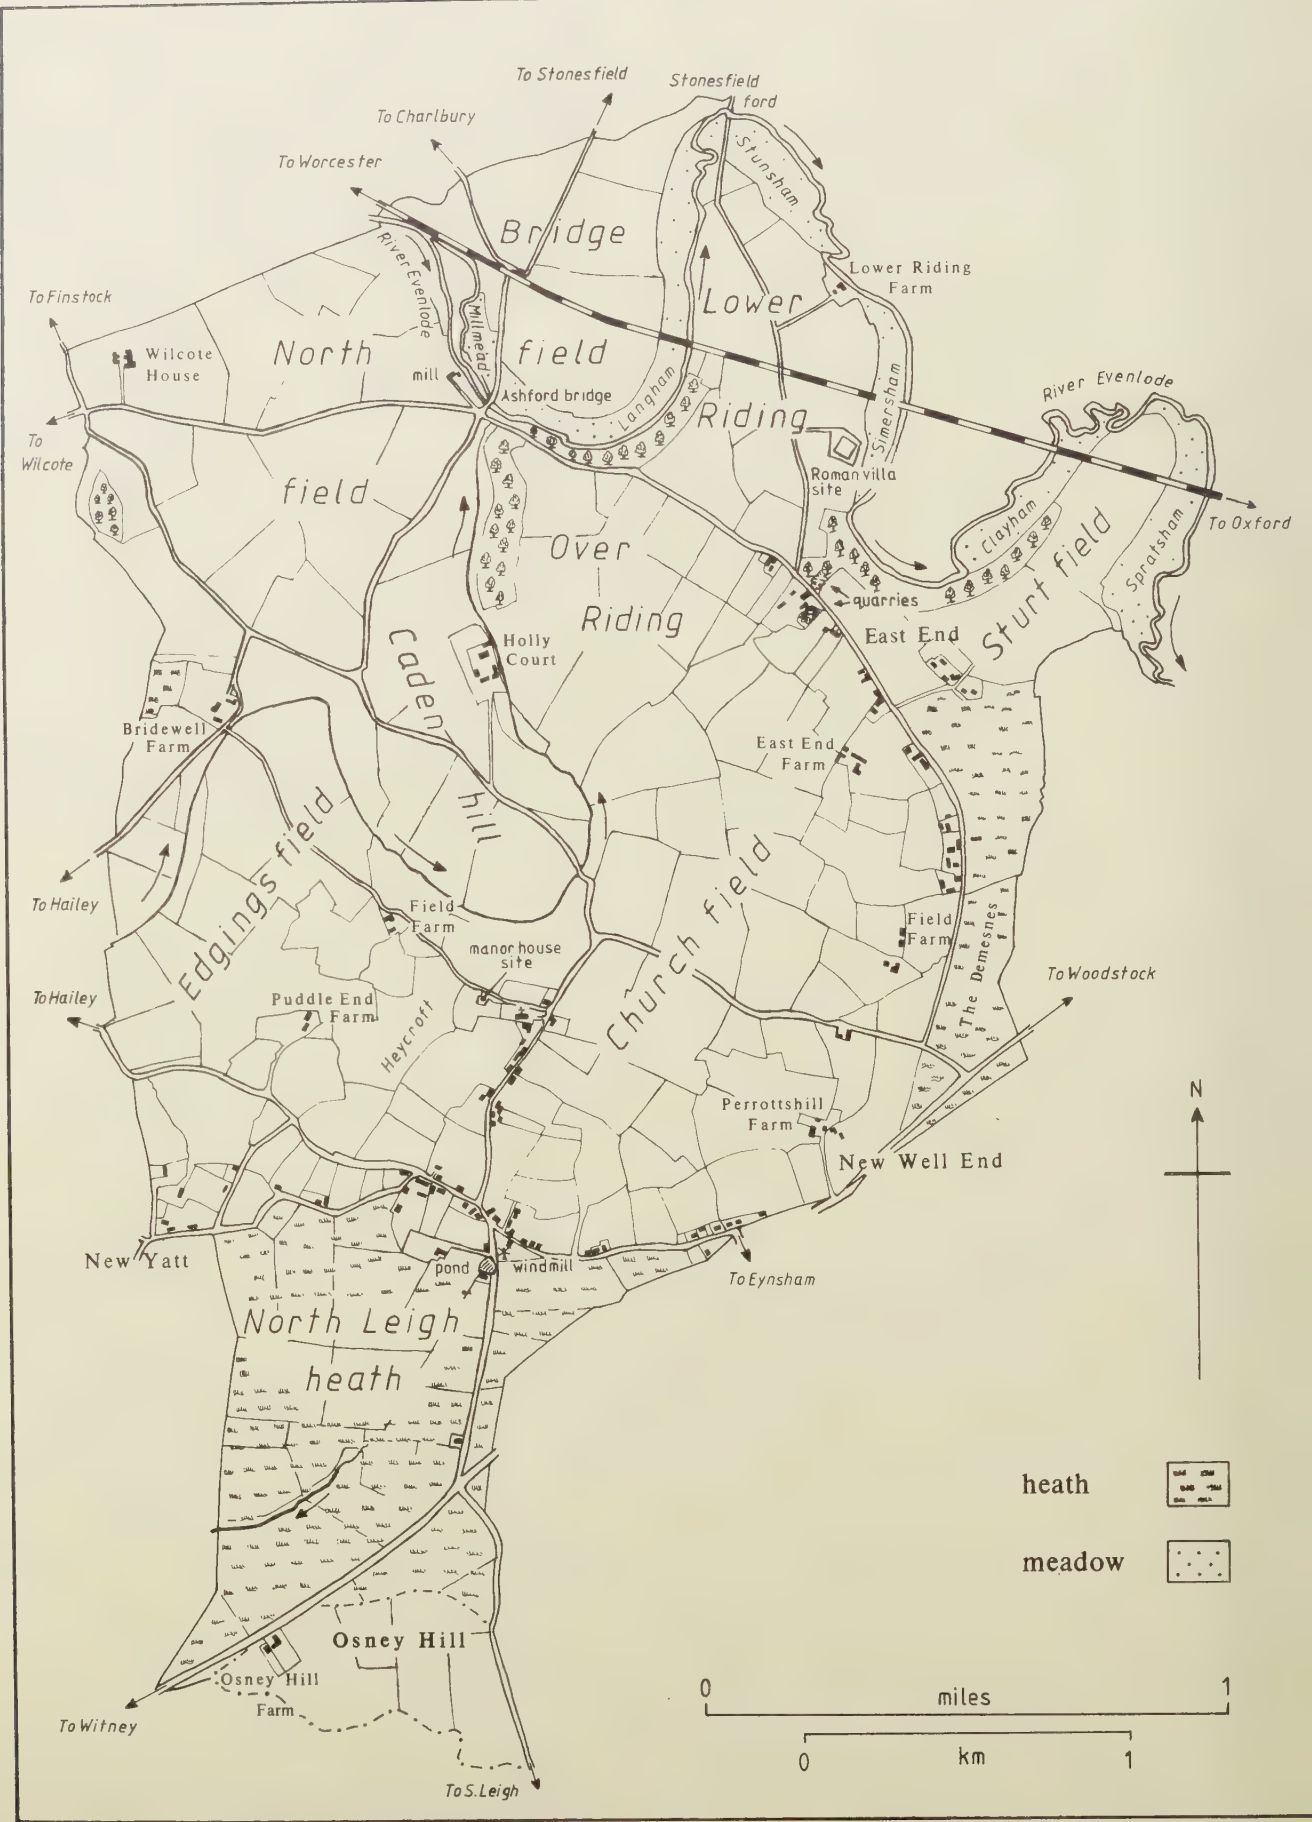 To Stonesfield
Stonesfield
ford
To Charlbury
To Worcester
Stunsham
Bridge
River Evenlode
Lower Riding
Farm
To Finstock
Lower
Millmead
Wilcote
House
North
field
mill
Ashford bridge
Langham
River Evenlode
Riding
Simersham
To
Wilcote
Roman villa
site
field
Clayham
To Oxford
Over
Spratsham
Sturt field
quarries
Riding
East End
Caden
Holly
Court
Bridewell
Farm
East End
Farm
hill
Edgings field
Church field
To Hailey
Field
Farm
Field
Farm
manor house
site
The Demesnes
To Woodstock
To Hailey
Puddle End
Farm
Heycroft
N
Perrottshill
Farm
New Well End
New Yatt
pond
windmill
To Eynsham
North Leigh
heath
heath
meadow
Osney Hill
Osney Hill
Farm
0
miles
1
To Witney
0
km
1
To S. Leigh